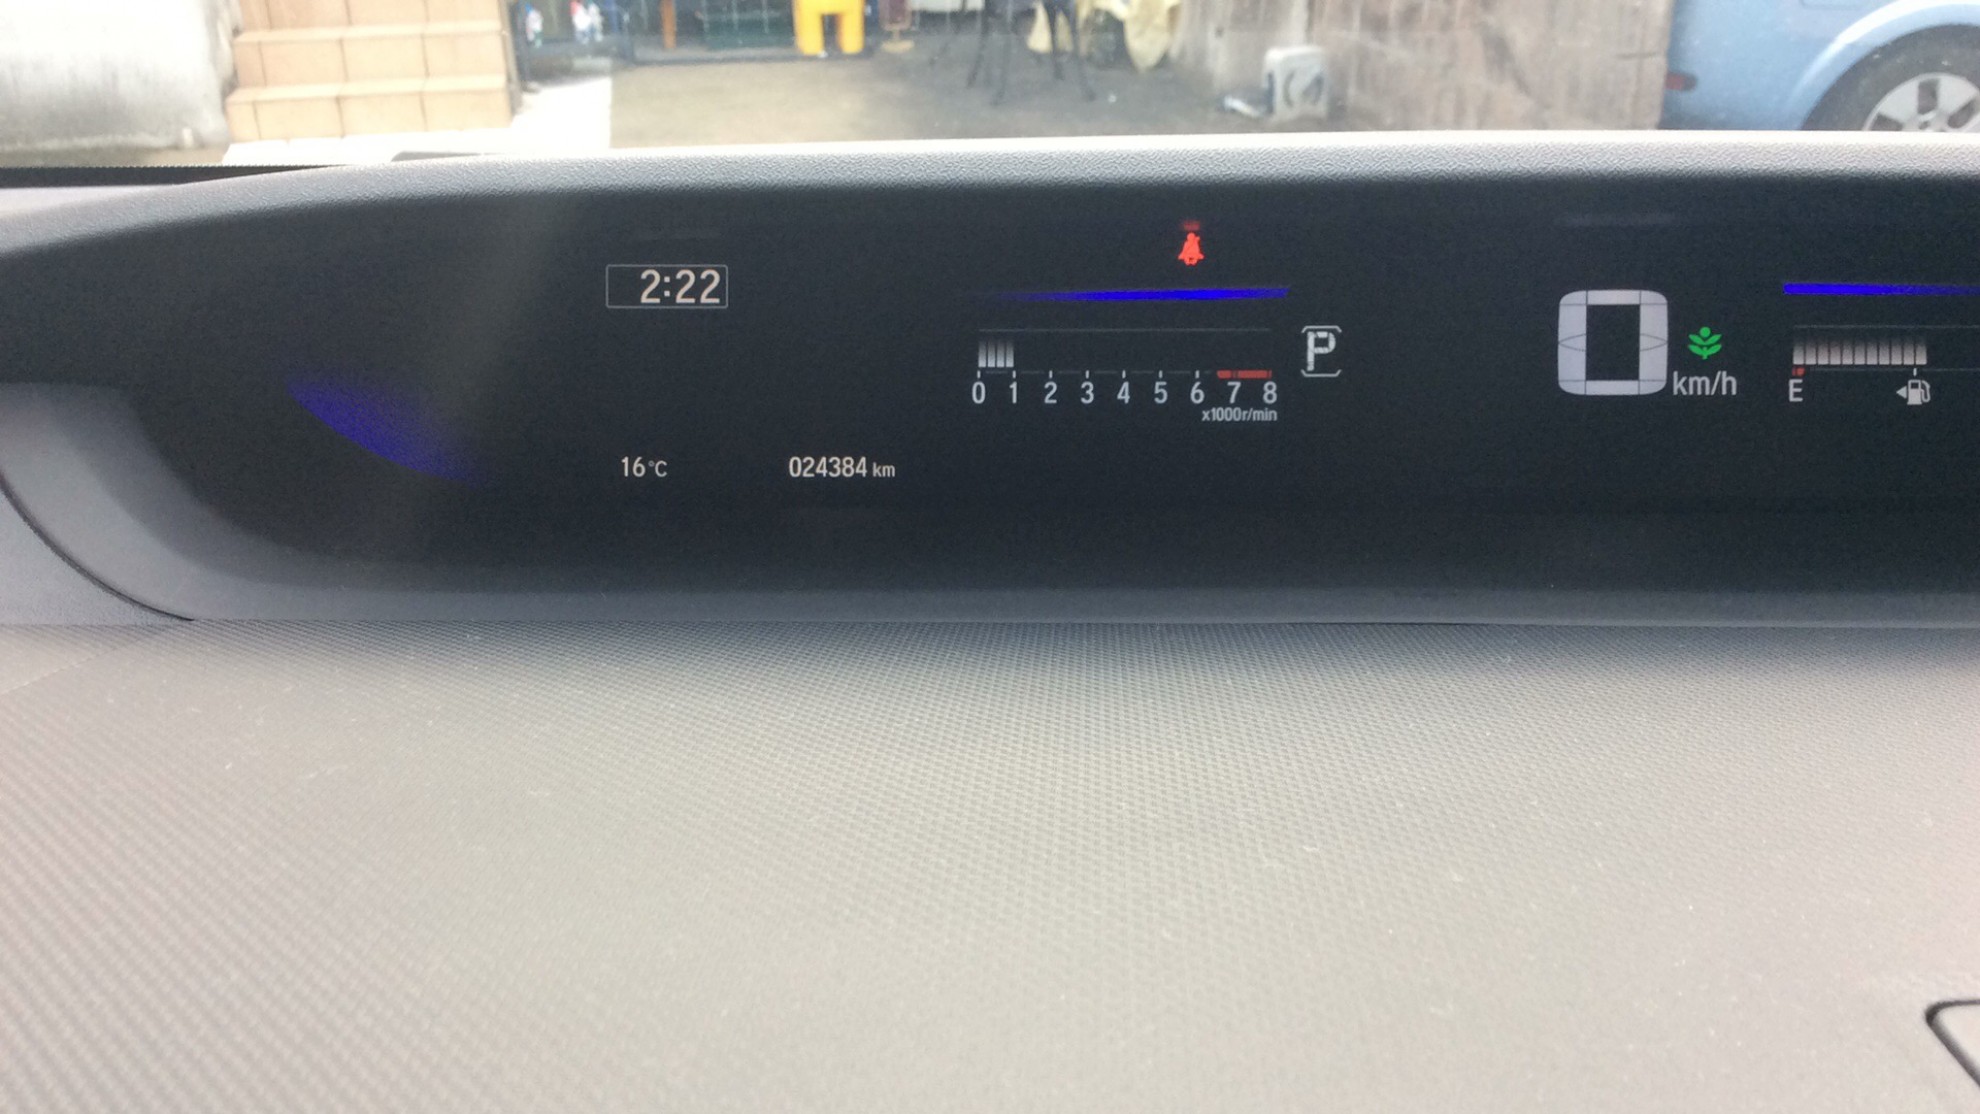 2:22
P
0 1 2 3 4 5 6 7 8
x1000r/min
0 km/h
E
16°C
024384 km